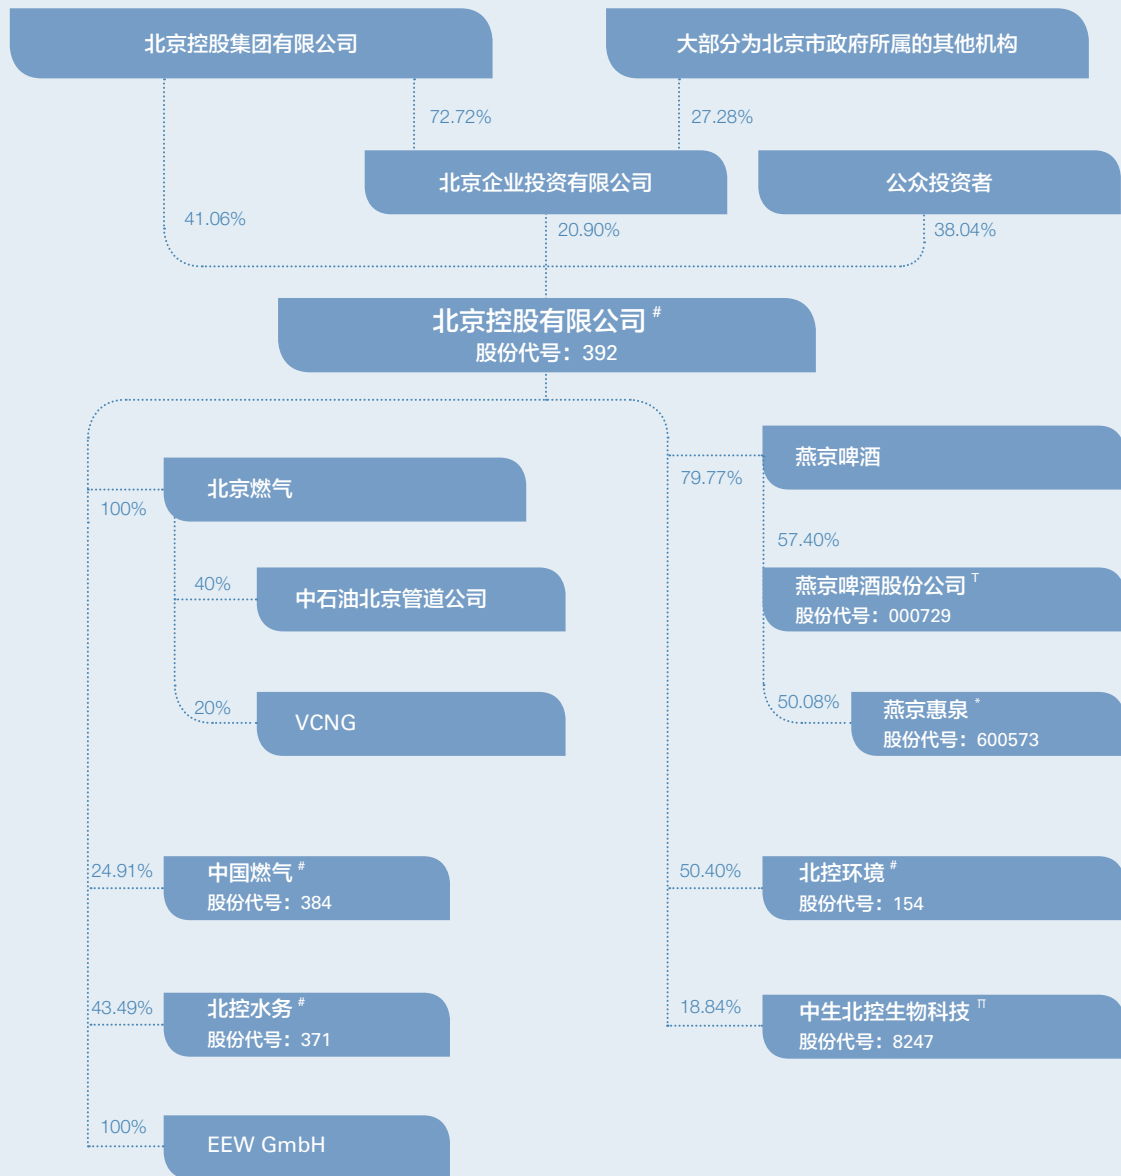 北京控股集团有限公司
大部分为北京市政府所属的其他机构
72.72%
27.28%
北京企业投资有限公司
公众投资者
41.06%
20.90%
38.04%
北京控股有限公司 #
股份代号：392
燕京啤酒
79.77%
北京燃气
100%
57.40%
40%
中石油北京管道公司
燕京啤酒股份公司 T
股份代号：000729
20%
VCNG
50.08%
燕京惠泉 *
股份代号：600573
24.91%
中国燃气 #
股份代号：384
50.40%
北控环境 #
股份代号：154
43.49%
北控水务 #
股份代号：371
18.84%
中生北控生物科技 π
股份代号：8247
100%
EEW GmbH